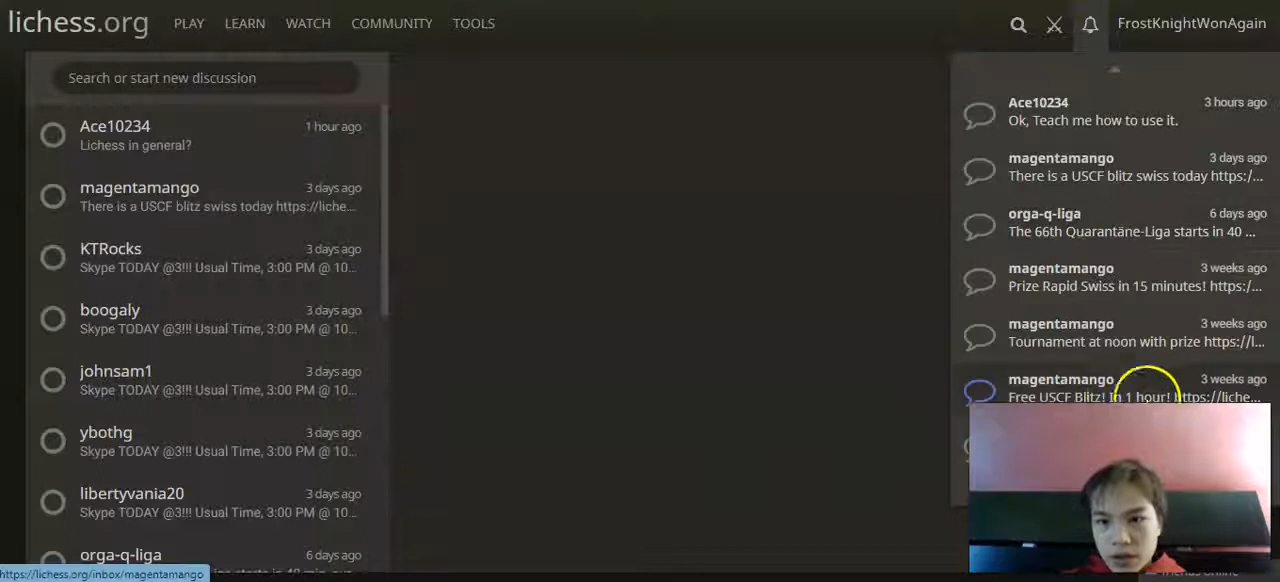 lichess.org PLAY LEARN WATCH COMMUNITY TOOLS FrostKnightWonAgain
Search or start new discussion
Ace10234 1 hour ago
Lichess in general?
magentamango 3 days ago
There is a USCF blitz swiss today https://liche...
KTRocks 3 days ago
Skype TODAY @3!!! Usual Time, 3:00 PM @ 10...
boogaly 3 days ago
Skype TODAY @3!!! Usual Time, 3:00 PM @ 10...
johnsam1 3 days ago
Skype TODAY @3!!! Usual Time, 3:00 PM @ 10...
ybothg 3 days ago
Skype TODAY @3!!! Usual Time, 3:00 PM @ 10...
libertyvania20 3 days ago
Skype TODAY @3!!! Usual Time, 3:00 PM @ 10...
orga-q-liga 6 days ago
https://lichess.org/inbox/magentamango
Ace10234 3 hours ago
Ok, Teach me how to use it.
magentamango 3 days ago
There is a USCF blitz swiss today https:/...
orga-q-liga 6 days ago
The 66th Quarantäne-Liga starts in 40 ...
magentamango 3 weeks ago
Prize Rapid Swiss in 15 minutes! https:/...
magentamango 3 weeks ago
Tournament at noon with prize https://l...
magentamango 3 weeks ago
Free USCF Blitz! In 1 hour! https://liche...